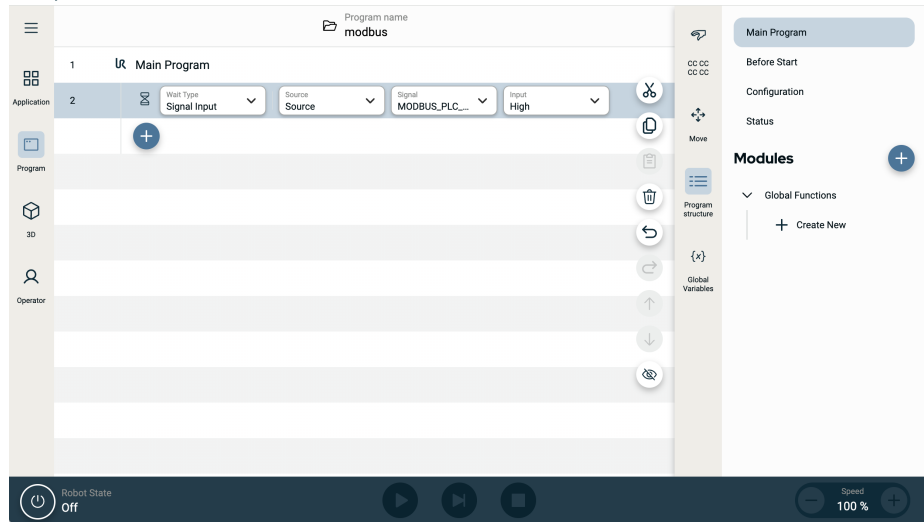 Program name
modbus
Application
Program
3D
Operator
1 Main Program
2
Wait Type
Signal Input
Source
Source
Signal
MODBUS_PLC_...
Input
High
CC CC
CC CC
Move
Program
structure
{x}
Global
Variables
Main Program
Before Start
Configuration
Status
Modules
Global Functions
Create New
Robot State
Off
Speed
100 %